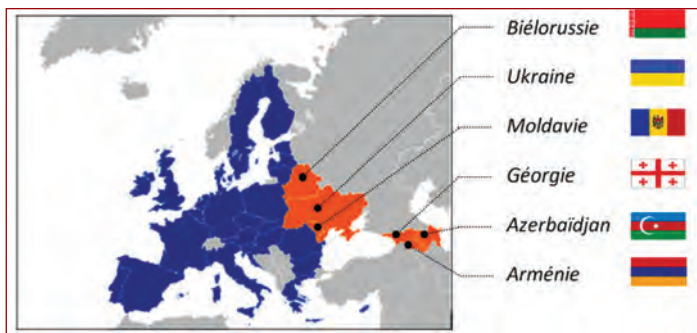 Biélorussie
Ukraine
Moldavie
Géorgie
Azerbaïdjan
Arménie